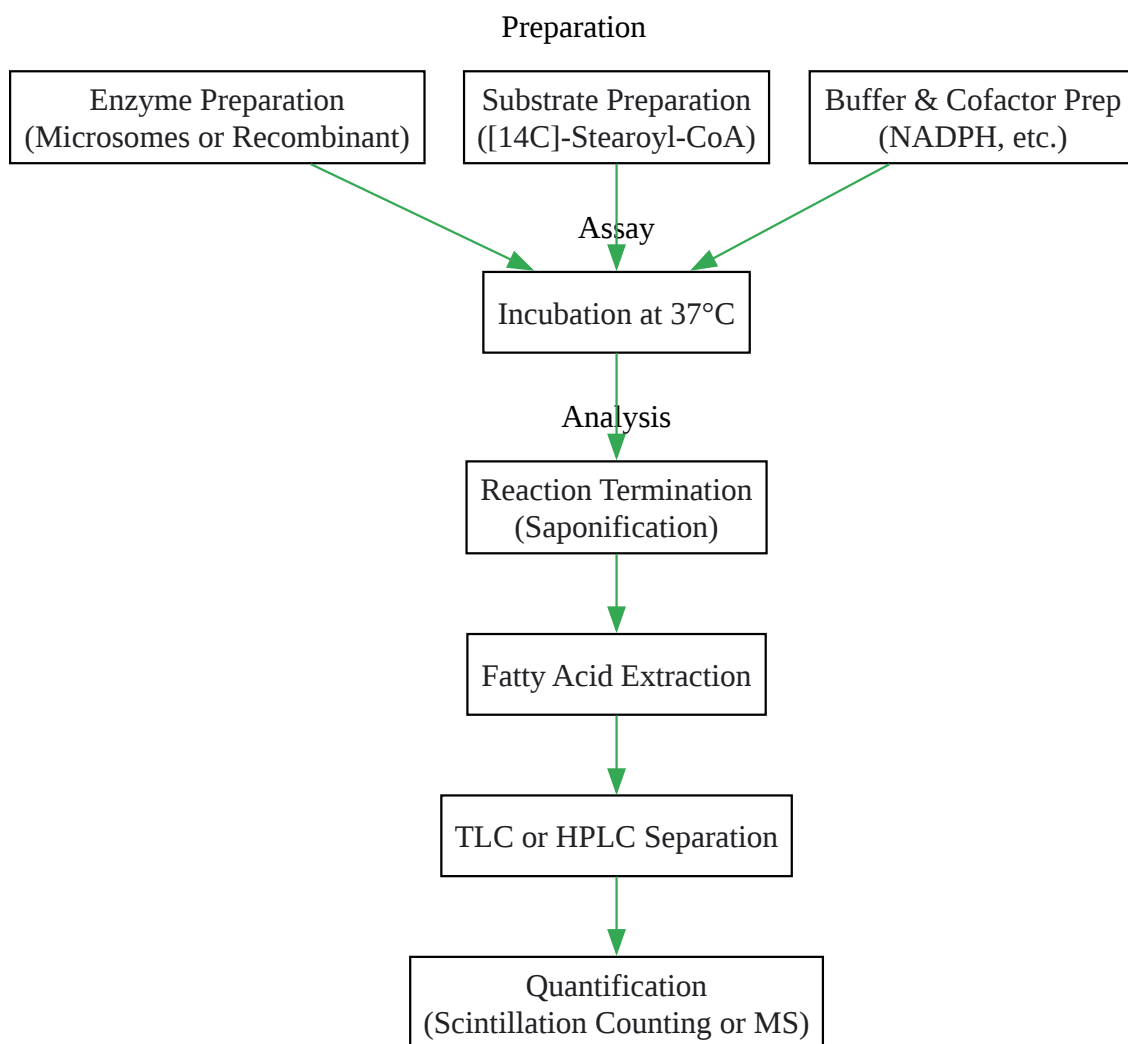 Preparation
Enzyme Preparation
(Microsomes or Recombinant)
Substrate Preparation
([14C]-Stearoyl-CoA)
Buffer & Cofactor Prep
(NADPH, etc.)
Assay
Incubation at 37°C
Analysis
Reaction Termination
(Saponification)
Fatty Acid Extraction
TLC or HPLC Separation
Quantification
(Scintillation Counting or MS)